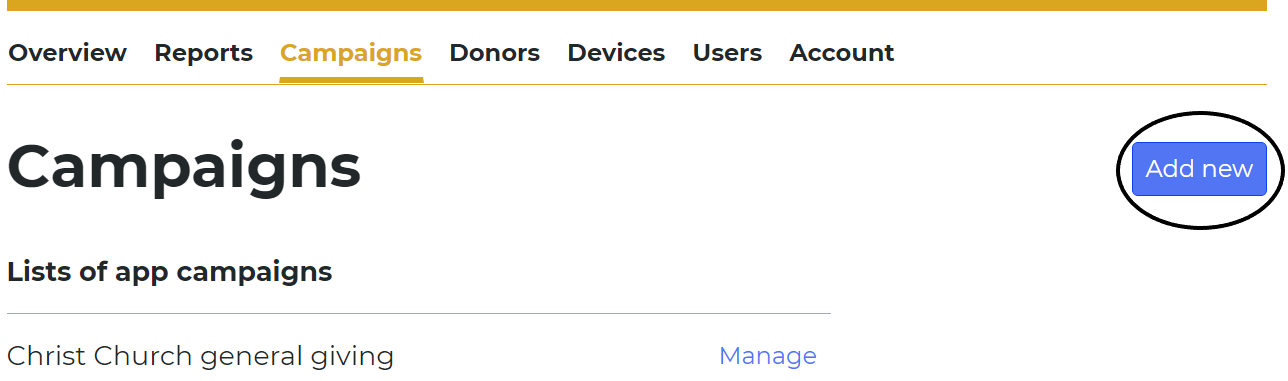 Overview Reports Campaigns Donors Devices Users Account
Campaigns
Add new
Lists of app campaigns
Christ Church general giving Manage